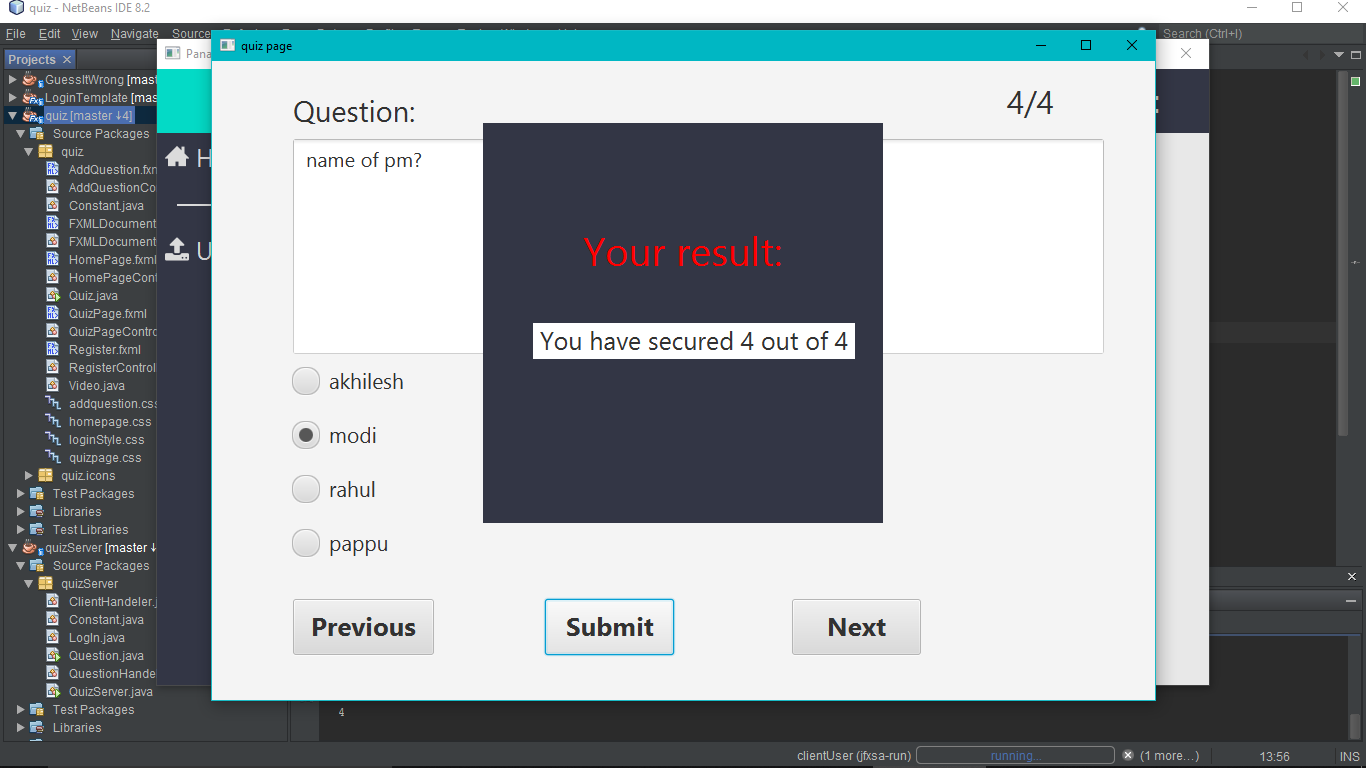 quiz - NetBeans IDE 8.2
File Edit View Navigate Source
Search (Ctrl+I)
Projects
GuessItWrong [mast
LoginTemplate [mas
quiz [master ↓4]
Source Packages
quiz
AddQuestion.fxm
AddQuestionCo
Constant.java
FXMLDocument
FXMLDocument
HomePage.fxml
HomePageCont
Quiz.java
QuizPage.fxml
QuizPageContro
Register.fxml
RegisterControl
Video.java
addquestion.css
homepage.css
loginStyle.css
quizpage.css
quiz.icons
Test Packages
Libraries
Test Libraries
quizServer [master ↓
Source Packages
quizServer
ClientHandeler.j
Constant.java
LogIn.java
Question.java
QuestionHande
QuizServer.java
Test Packages
Libraries
Pana
H
U
quiz page
Question:
4/4
name of pm?
Your result:
You have secured 4 out of 4
akhilesh
modi
rahul
pappu
Previous
Submit
Next
4
clientUser (jfxsa-run)
running...
(1 more...)
13:56
INS